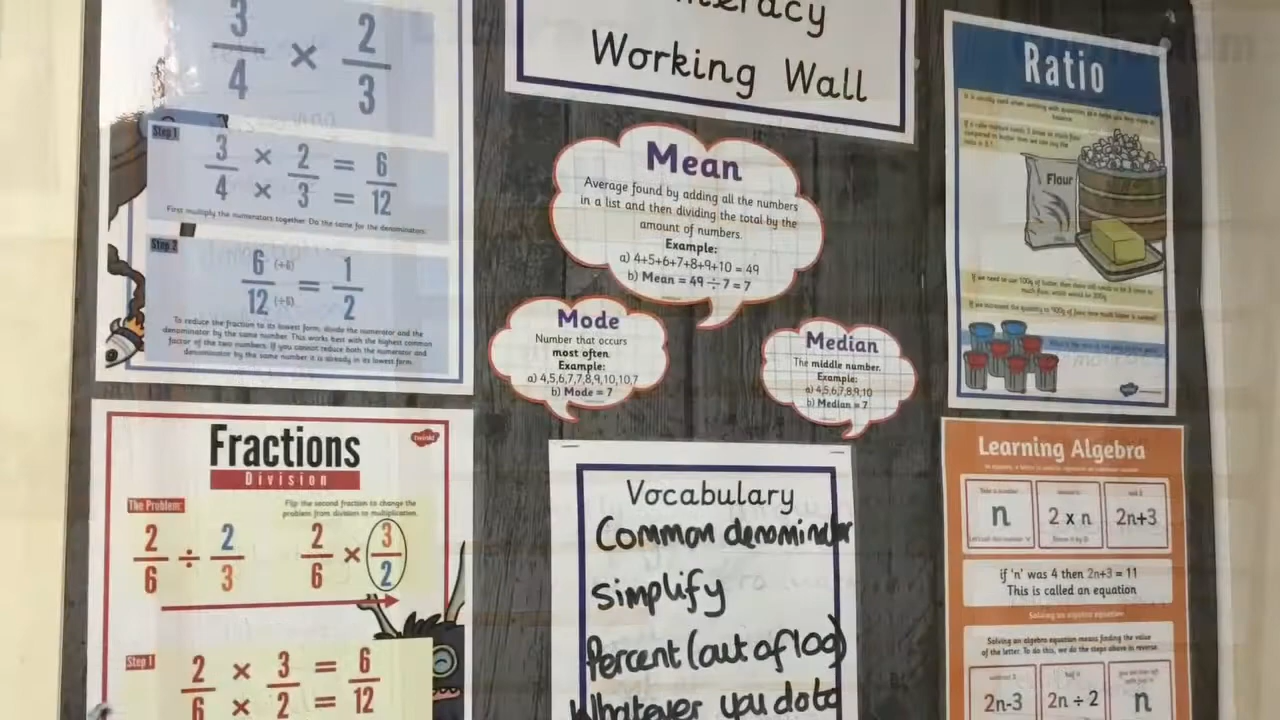 3/4 × 2/3
Step 1
3/4 × 2/3 = 6/12
First multiply the numerators together. Do the same for the denominators.
Step 2
6/12 (÷6) (÷6) = 1/2
To reduce the fraction to its lowest form, divide the numerator and the
denominator by the same number. This works best with the highest common
factor of the two numbers. If you cannot reduce both the numerator and
denominator by the same number it is already in its lowest form.
Fractions
Division
twinkl
The Problem:
Flip the second fraction to change the
problem from division to multiplication.
2/6 ÷ 2/3
2/6 × 3/2
Step 1
2/6 × 3/2 = 6/12
Working Wall
Mean
Average found by adding all the numbers
in a list and then dividing the total by the
amount of numbers.
Example:
a) 4+5+6+7+8+9+10 = 49
b) Mean = 49 ÷ 7 = 7
Mode
Number that occurs
most often.
Example:
a) 4,5,6,7,7,8,9,10,10,7
b) Mode = 7
Median
The middle number.
Example:
a) 4,5,6,7,8,9,10
b) Median = 7
Vocabulary
Common denominator
Simplify
Percent (out of 100)
Whatever you do to
Ratio
Flour
Learning Algebra
n
2 x n
2n+3
if 'n' was 4 then 2n+3 = 11
This is called an equation
Solving an algebra equation
Solving an algebra equation means finding the value
of the letter. To do this, we do the steps above in reverse.
2n-3
2n ÷ 2
n